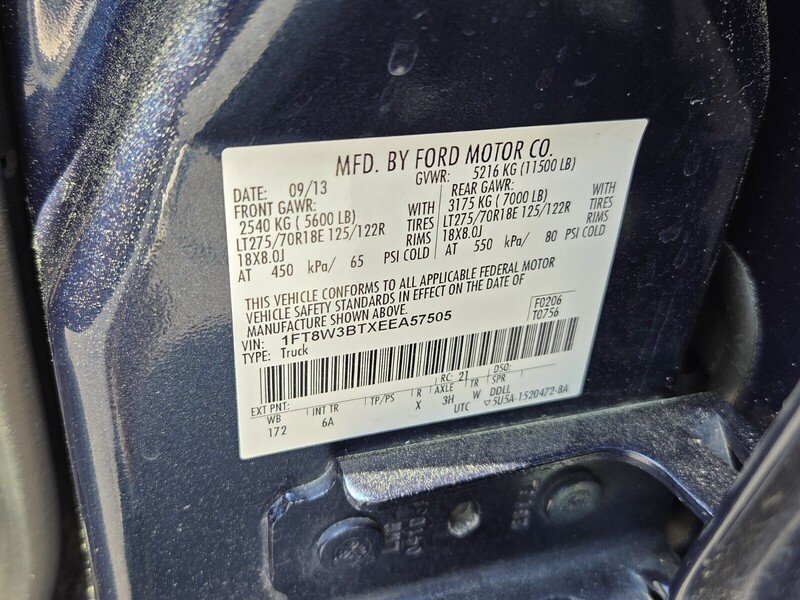 MFD. BY FORD MOTOR CO.
DATE: 09/13 GVWR: 5216 KG (11500 LB)
FRONT GAWR: REAR GAWR:
2540 KG ( 5600 LB) WITH 3175 KG ( 7000 LB) WITH
LT275/70R18E 125/122R TIRES LT275/70R18E 125/122R TIRES
18X8.0J RIMS 18X8.0J RIMS
AT 450 kPa/ 65 PSI COLD AT 550 kPa/ 80 PSI COLD
THIS VEHICLE CONFORMS TO ALL APPLICABLE FEDERAL MOTOR
VEHICLE SAFETY STANDARDS IN EFFECT ON THE DATE OF
MANUFACTURE SHOWN ABOVE.
F0206
VIN: 1FT8W3BTXEEA57505 T0756
TYPE: Truck
RC: 21 DSO:
EXT PNT: WB INT TR TP/PS R AXLE TR SPR
172 6A X 3H W DDLL
UTC ▽5U5A-1520472-BA